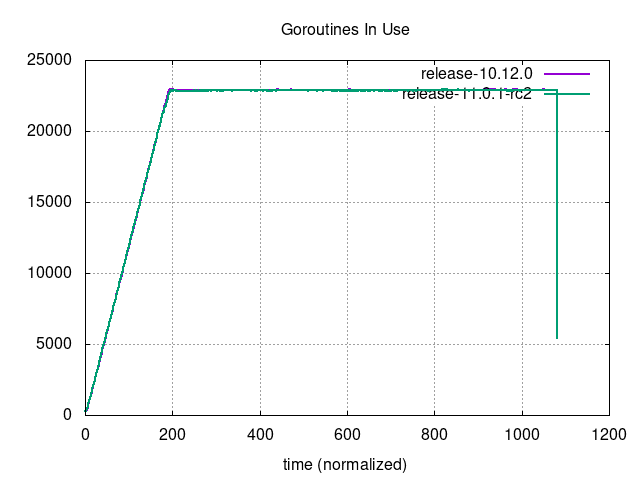 Goroutines In Use
25000
20000
15000
10000
5000
0
0 200 400 600 800 1000 1200
time (normalized)
release-10.12.0
release-11.0.1-rc2